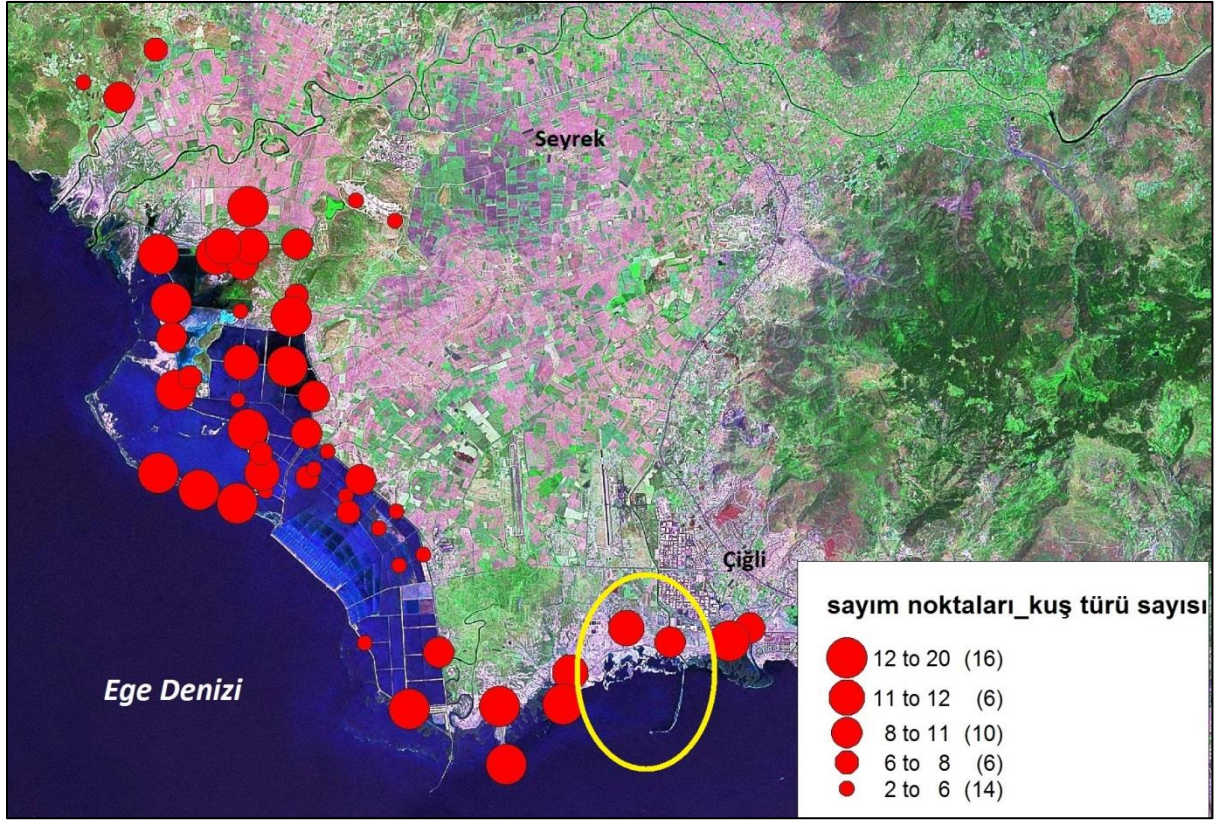 Seyrek
Çiğli
Ege Denizi
sayım noktaları_kuş türü sayısı
12 to 20 (16)
11 to 12 (6)
8 to 11 (10)
6 to 8 (6)
2 to 6 (14)